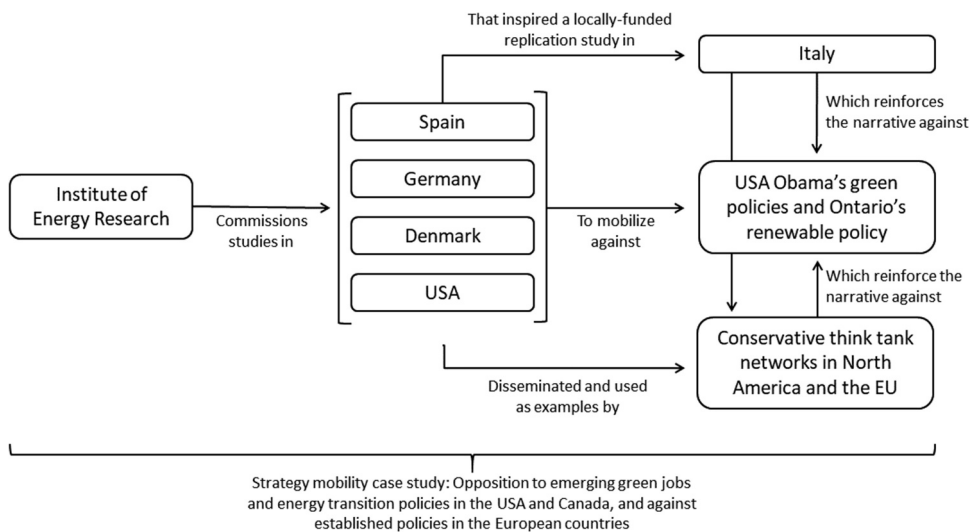 That inspired a locally-funded
replication study in
Italy
Which reinforces
the narrative against
Spain
Germany
Denmark
USA
Institute of
Energy Research
Commissions
studies in
To mobilize
against
USA Obama's green
policies and Ontario's
renewable policy
Which reinforce the
narrative against
Conservative think tank
networks in North
America and the EU
Disseminated and used
as examples by
Strategy mobility case study: Opposition to emerging green jobs
and energy transition policies in the USA and Canada, and against
established policies in the European countries